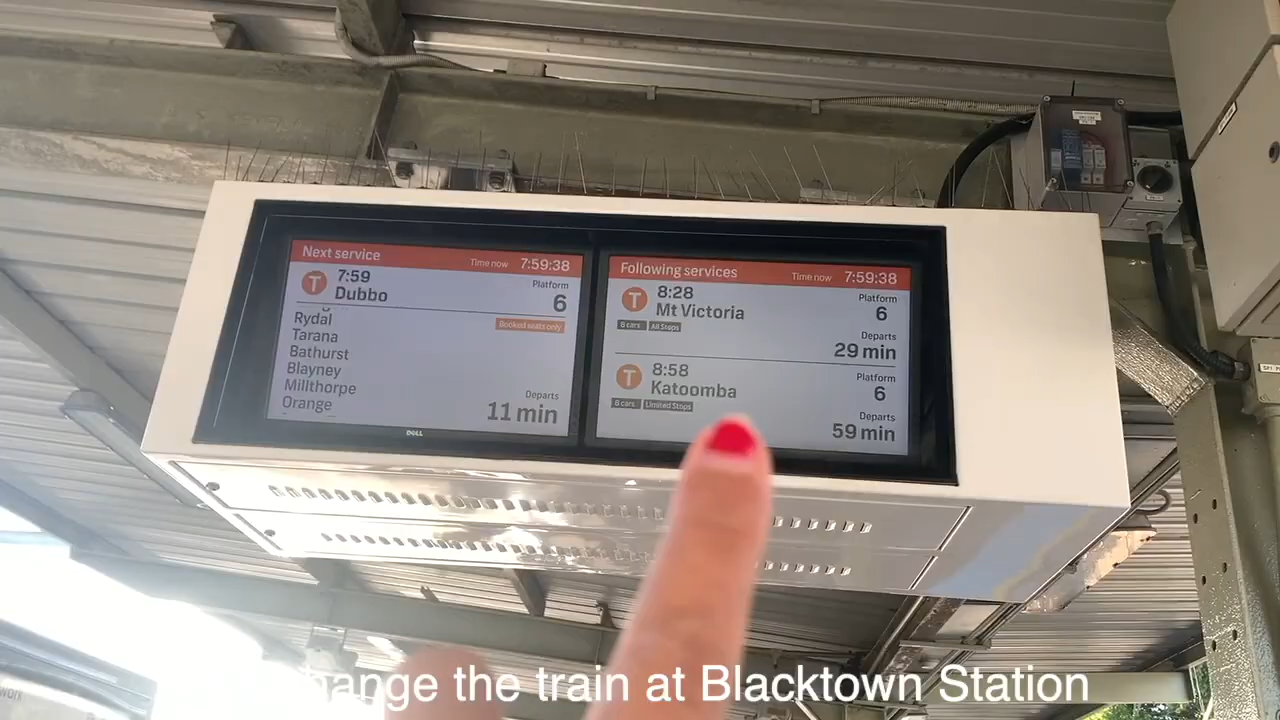 Next service
Time now 7:59:38
T 7:59
Dubbo
Platform
6
Booked seats only
Rydal
Tarana
Bathurst
Blayney
Millthorpe
Orange
Departs
11 min
DELL
Following services
Time now 7:59:38
T 8:28
Mt Victoria
Platform
6
8 cars All Stops
Departs
29 min
T 8:58
Katoomba
Platform
6
8 cars Limited Stops
Departs
59 min
the train at Blacktown Station